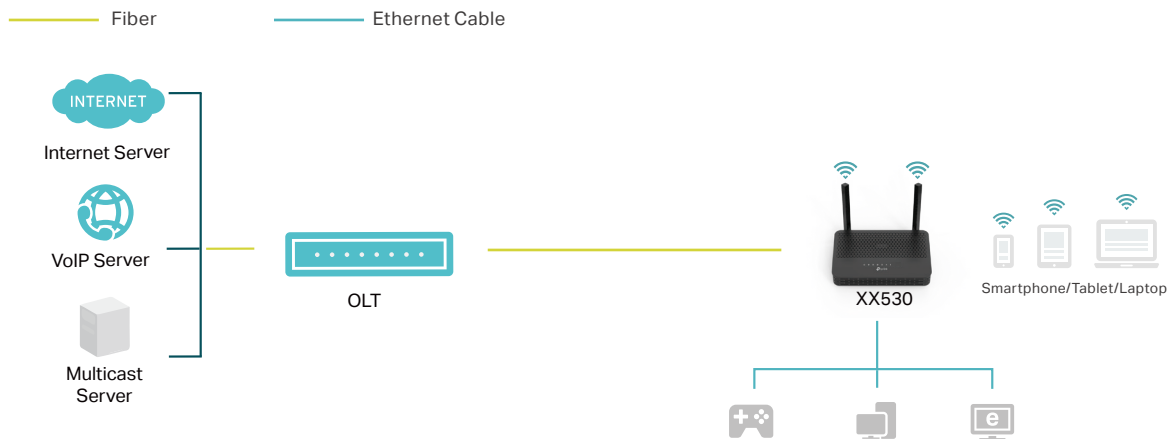 Fiber
Ethernet Cable
INTERNET
Internet Server
VoIP Server
Multicast
Server
OLT
XX530
Smartphone/Tablet/Laptop
e